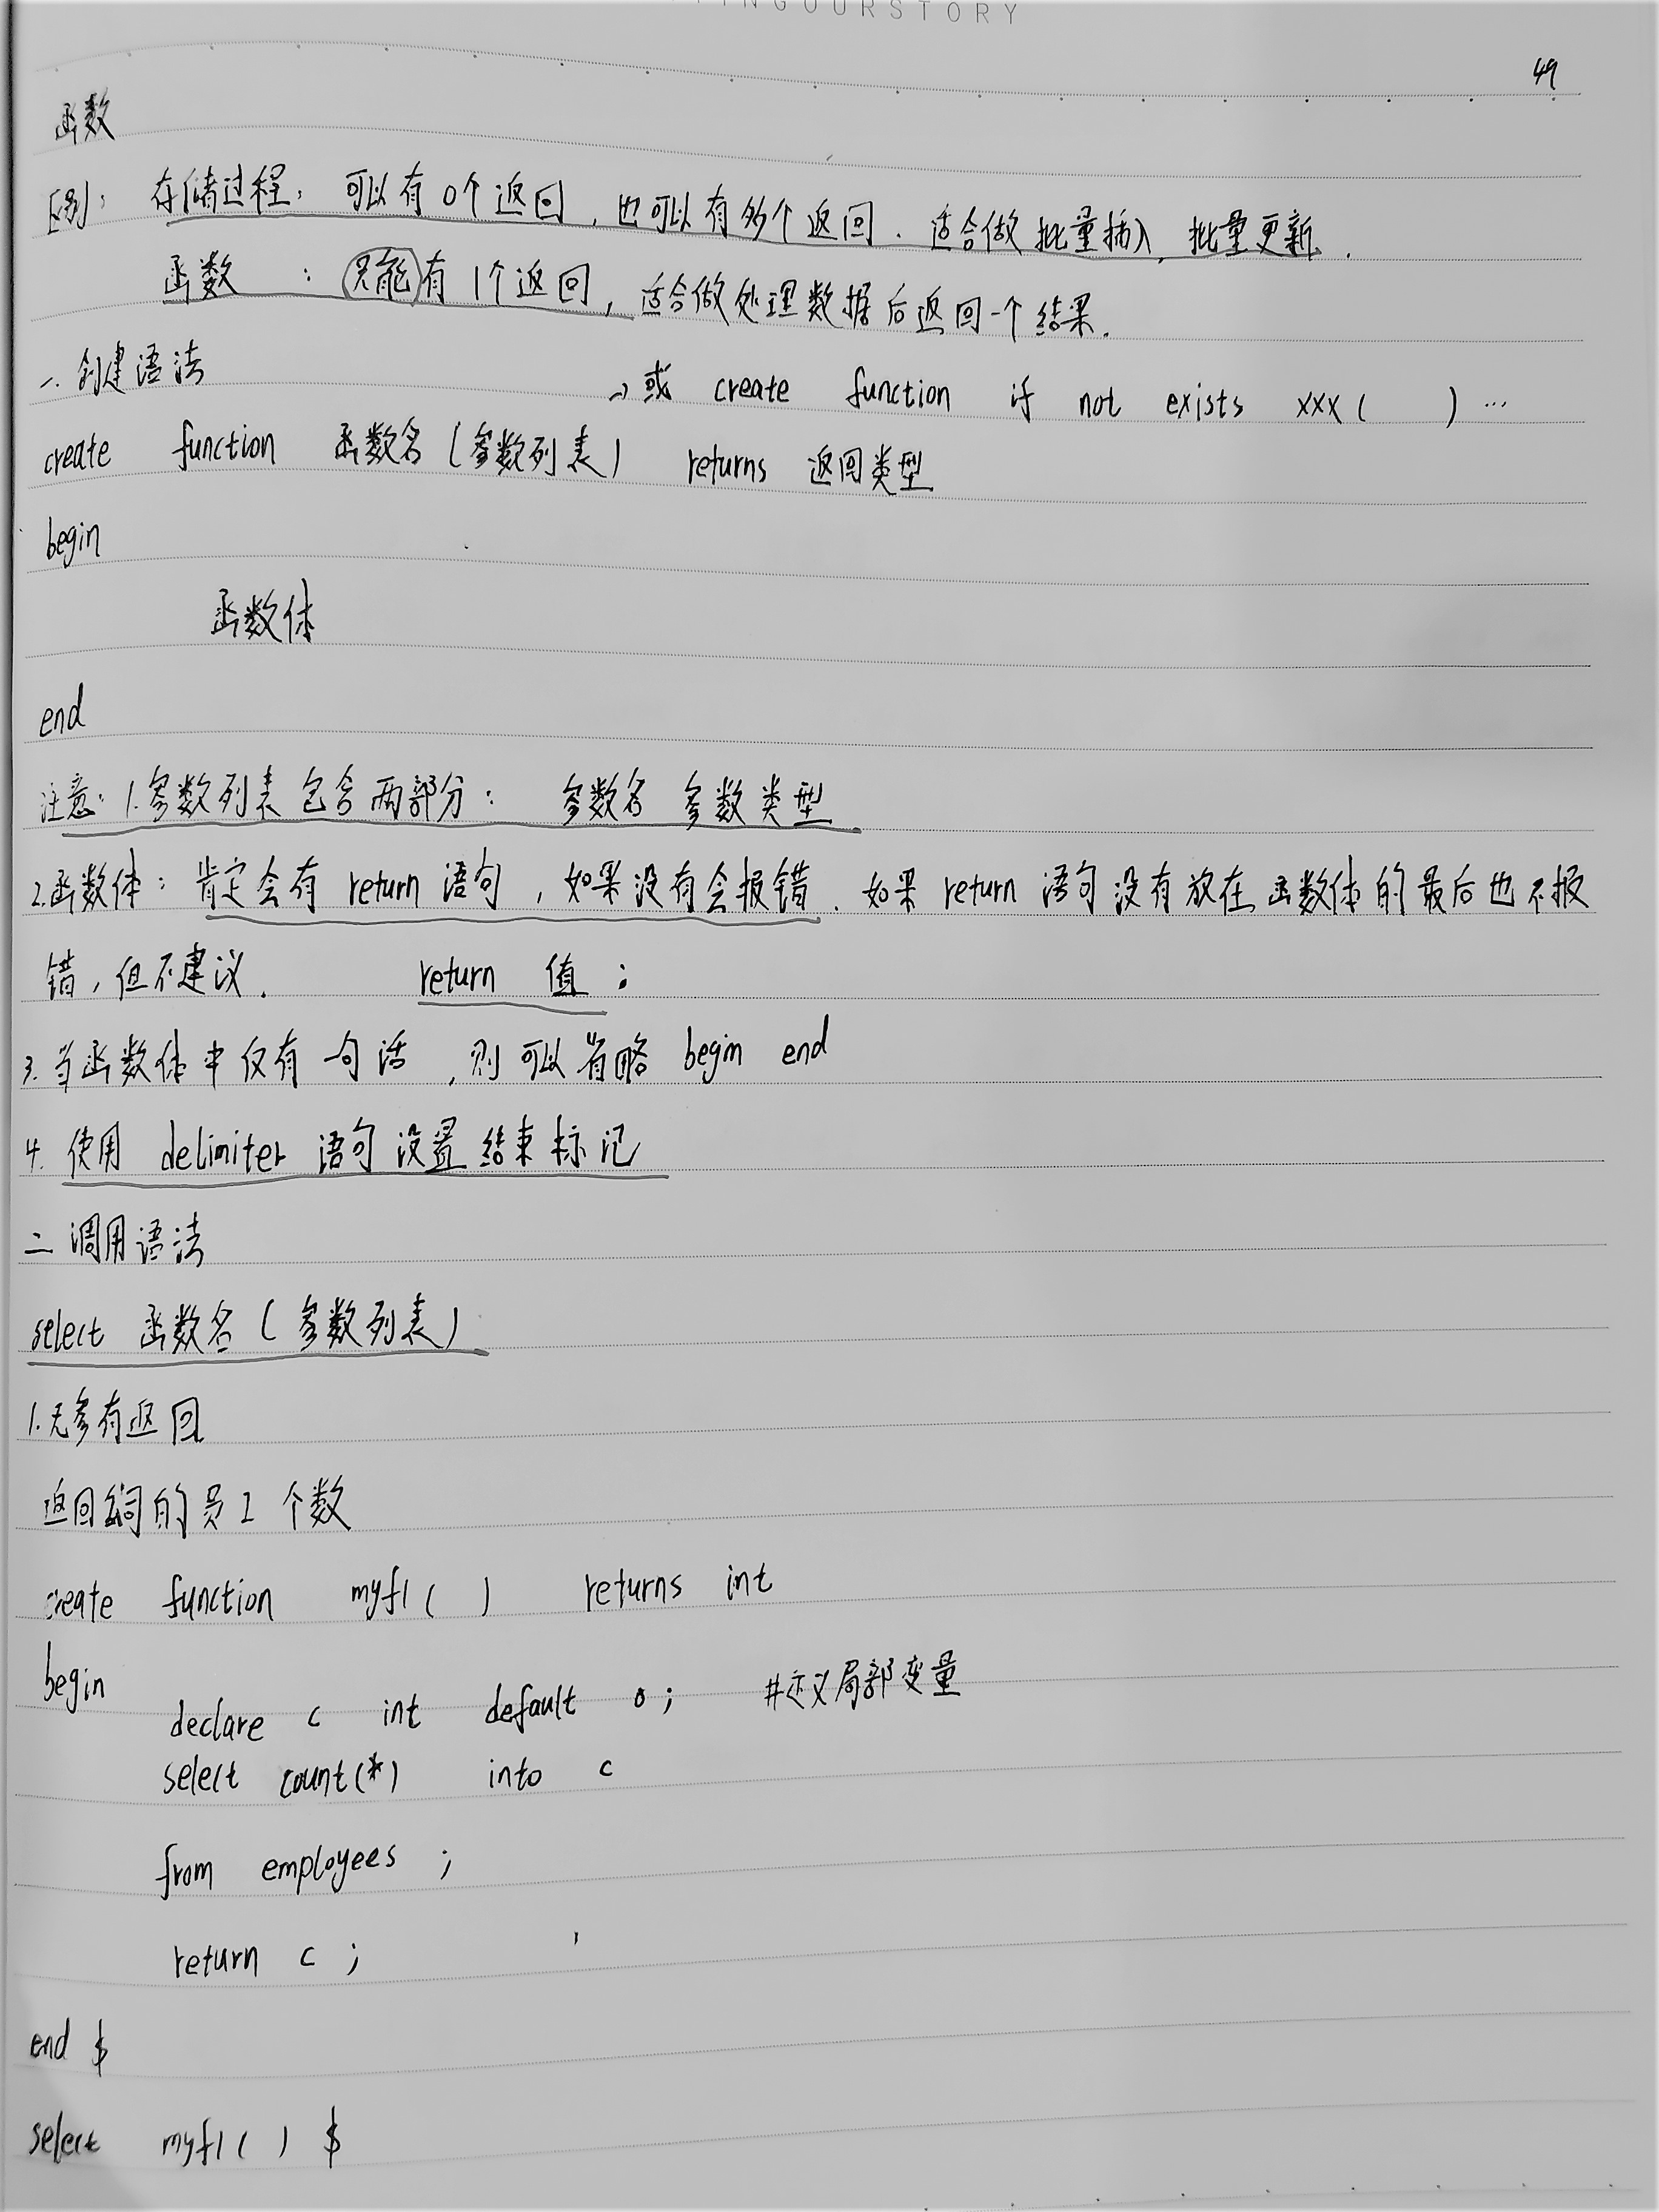 INGOURSTORY
49
函数
区别：存储过程：可以有0个返回，也可以有多个返回．适合做批量插入，批量更新．
函数：只能有1个返回，适合做处理数据后返回一个结果．
一．创建语法
→或 create function if not exists xxx( ) …
create function 函数名(参数列表) returns 返回类型
begin
函数体
end
注意：1.参数列表包含两部分： 参数名 参数类型
2.函数体：肯定会有 return 语句，如果没有会报错．如果 return 语句没有放在函数体的最后也不报
错，但不建议． return 值；
3.当函数体中仅有一句话，则可以省略 begin end
4.使用 delimiter 语句设置结束标记
二 调用语法
select 函数名(参数列表)
1.无参有返回
返回公司的员工个数
create function myf1( ) returns int
begin
declare c int default 0; #定义局部变量
select count(*) into c
from employees ;
return c ;
end $
select myf1( ) $